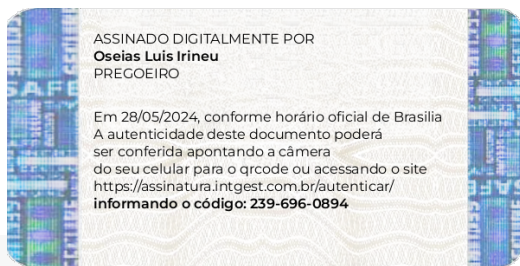 ASSINADO DIGITALMENTE POR
Oseias Luis Irineu
PREGOEIRO
Em 28/05/2024, conforme horário oficial de Brasilia
A autenticidade deste documento poderá
ser conferida apontando a câmera
do seu celular para o qrcode ou acessando o site
https://assinatura.intgest.com.br/autenticar/
informando o código: 239-696-0894